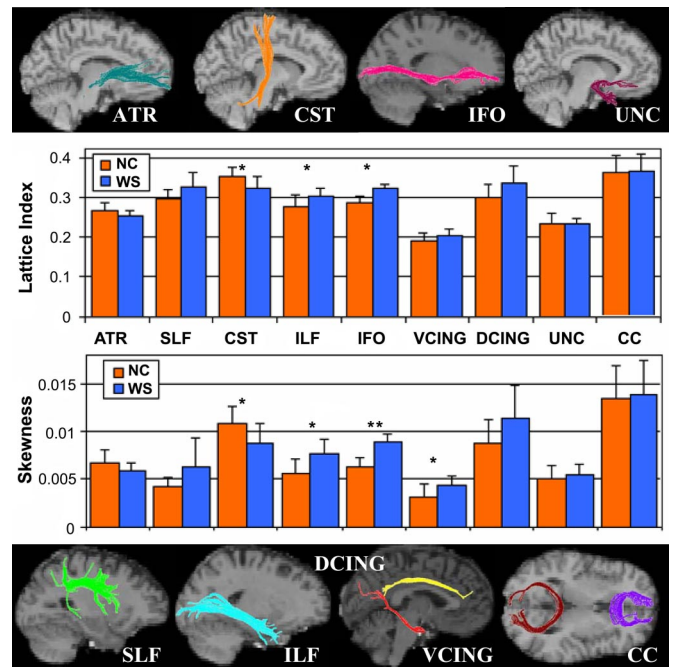 ATR CST IFO UNC
NC
WS
* * *
Lattice Index
0.4
0.3
0.2
0.1
0
ATR SLF CST ILF IFO VCING DCING UNC CC
NC
WS
* * ** *
Skewness
0.015
0.01
0.005
0
DCING
SLF ILF VCING CC